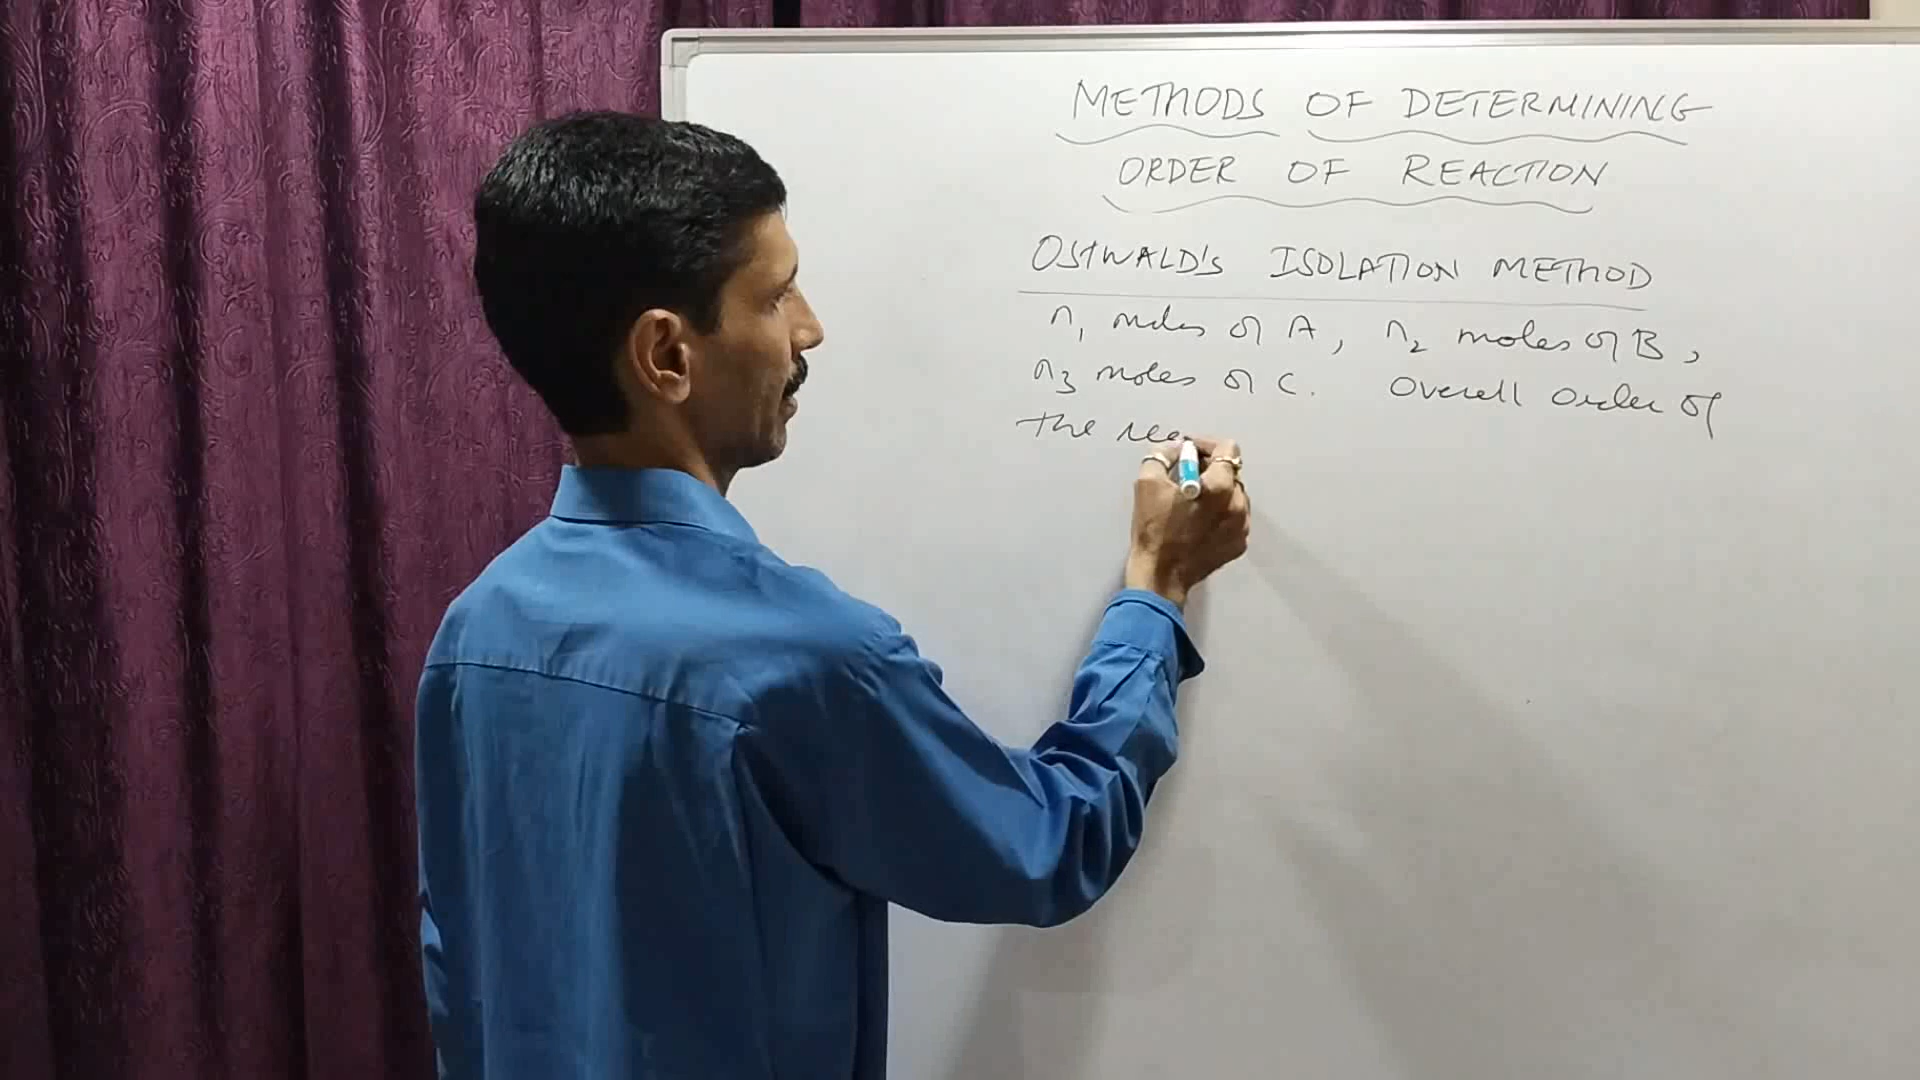 METHODS OF DETERMINING
ORDER OF REACTION
OSTWALD'S ISOLATION METHOD
n₁ moles of A, n₂ moles of B,
n₃ moles of C. Overall Order of
the rea